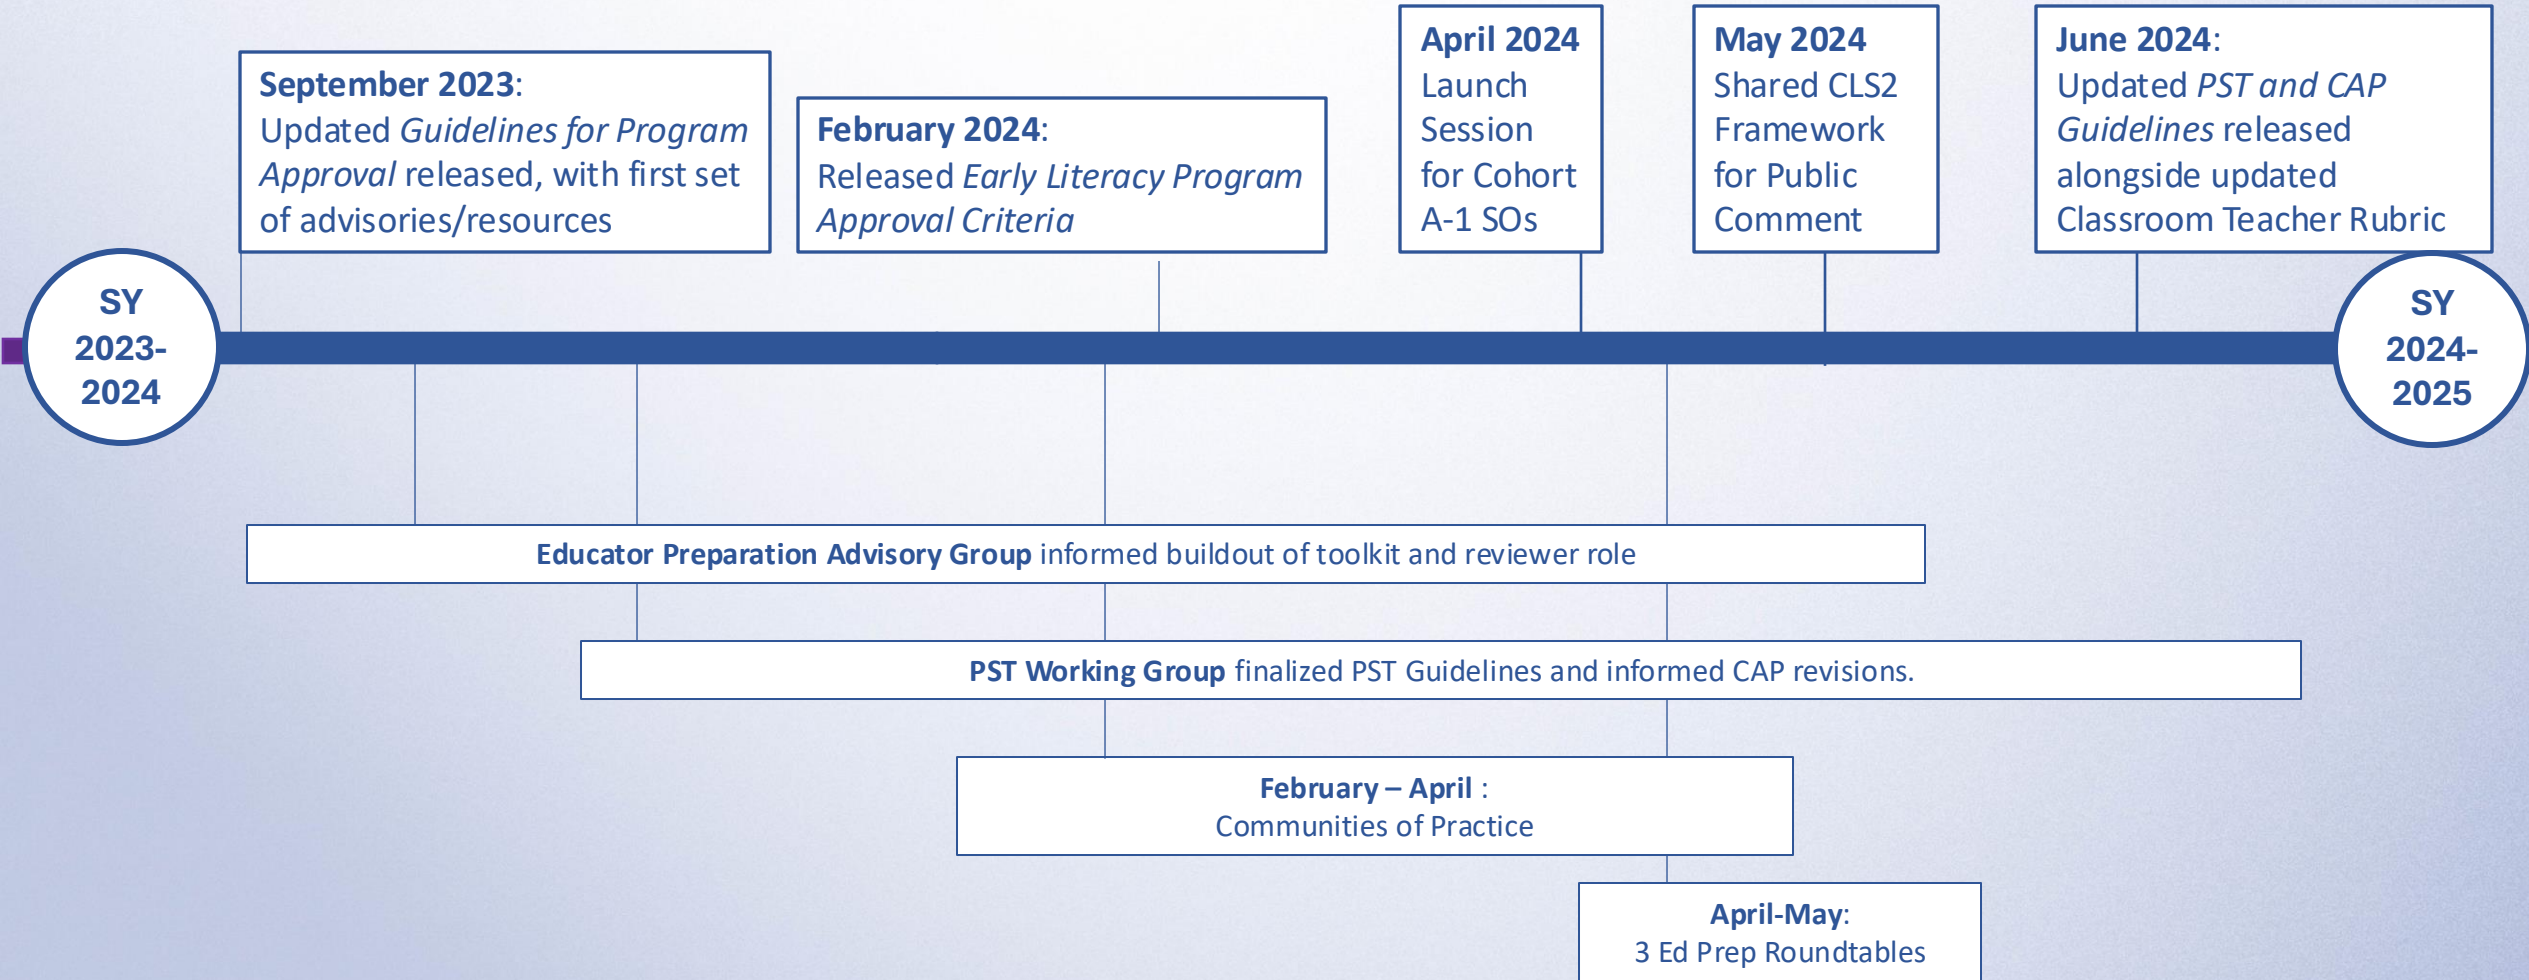 September 2023:
Updated Guidelines for Program
Approval released, with first set
of advisories/resources
February 2024:
Released Early Literacy Program
Approval Criteria
April 2024
Launch
Session
for Cohort
A-1 SOs
May 2024
Shared CLS2
Framework
for Public
Comment
June 2024:
Updated PST and CAP
Guidelines released
alongside updated
Classroom Teacher Rubric
SY
2023-
2024
SY
2024-
2025
Educator Preparation Advisory Group informed buildout of toolkit and reviewer role
PST Working Group finalized PST Guidelines and informed CAP revisions.
February – April :
Communities of Practice
April-May:
3 Ed Prep Roundtables